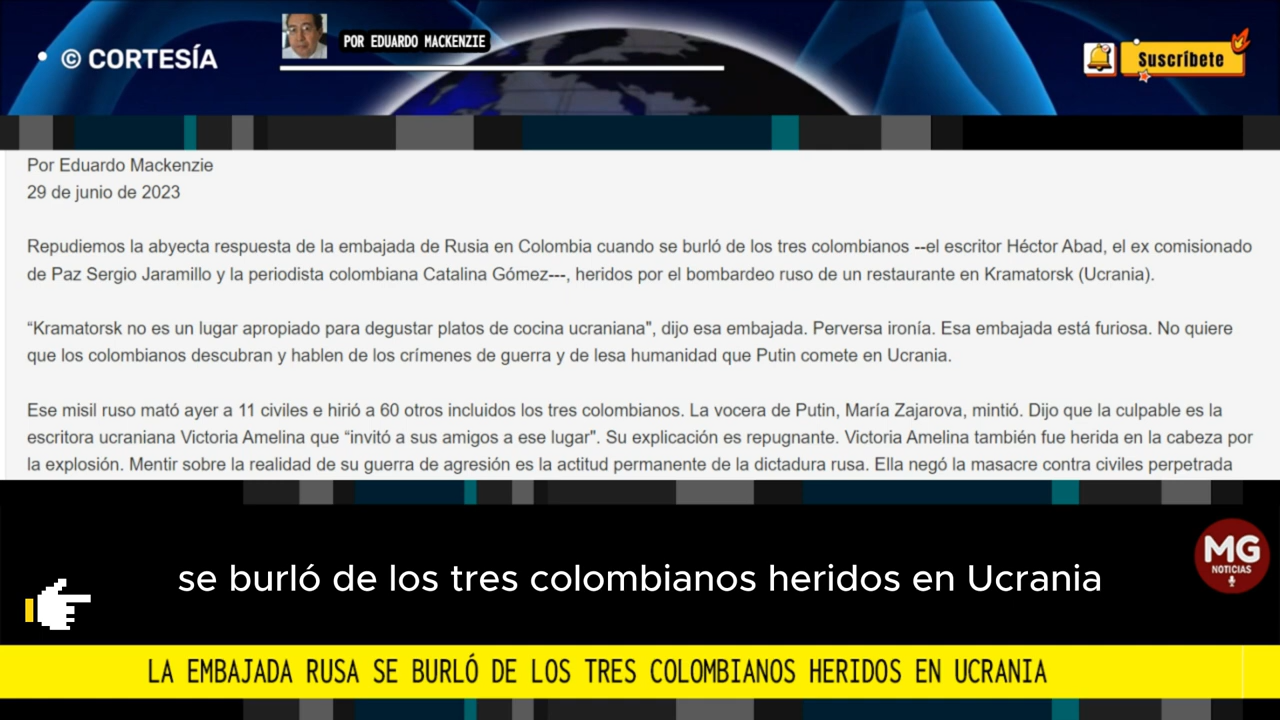 © CORTESÍA
POR EDUARDO MACKENZIE
Suscríbete
Por Eduardo Mackenzie
29 de junio de 2023
Repudiemos la abyecta respuesta de la embajada de Rusia en Colombia cuando se burló de los tres colombianos --el escritor Héctor Abad, el ex comisionado
de Paz Sergio Jaramillo y la periodista colombiana Catalina Gómez---, heridos por el bombardeo ruso de un restaurante en Kramatorsk (Ucrania).
“Kramatorsk no es un lugar apropiado para degustar platos de cocina ucraniana", dijo esa embajada. Perversa ironía. Esa embajada está furiosa. No quiere
que los colombianos descubran y hablen de los crímenes de guerra y de lesa humanidad que Putin comete en Ucrania.
Ese misil ruso mató ayer a 11 civiles e hirió a 60 otros incluidos los tres colombianos. La vocera de Putin, María Zajarova, mintió. Dijo que la culpable es la
escritora ucraniana Victoria Amelina que “invitó a sus amigos a ese lugar". Su explicación es repugnante. Victoria Amelina también fue herida en la cabeza por
la explosión. Mentir sobre la realidad de su guerra de agresión es la actitud permanente de la dictadura rusa. Ella negó la masacre contra civiles perpetrada
se burló de los tres colombianos heridos en Ucrania
MG
NOTICIAS
LA EMBAJADA RUSA SE BURLÓ DE LOS TRES COLOMBIANOS HERIDOS EN UCRANIA